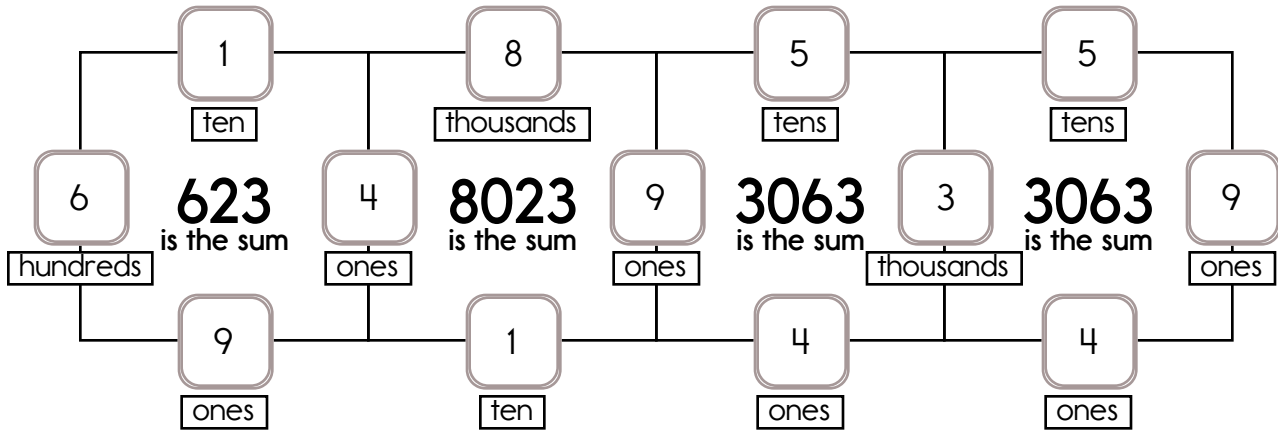 1 8 5 5
ten thousands tens tens
6 623 4 8023 9 3063 3 3063 9
is the sum is the sum is the sum is the sum
hundreds ones ones thousands ones
9 1 4 4
ones ten ones ones